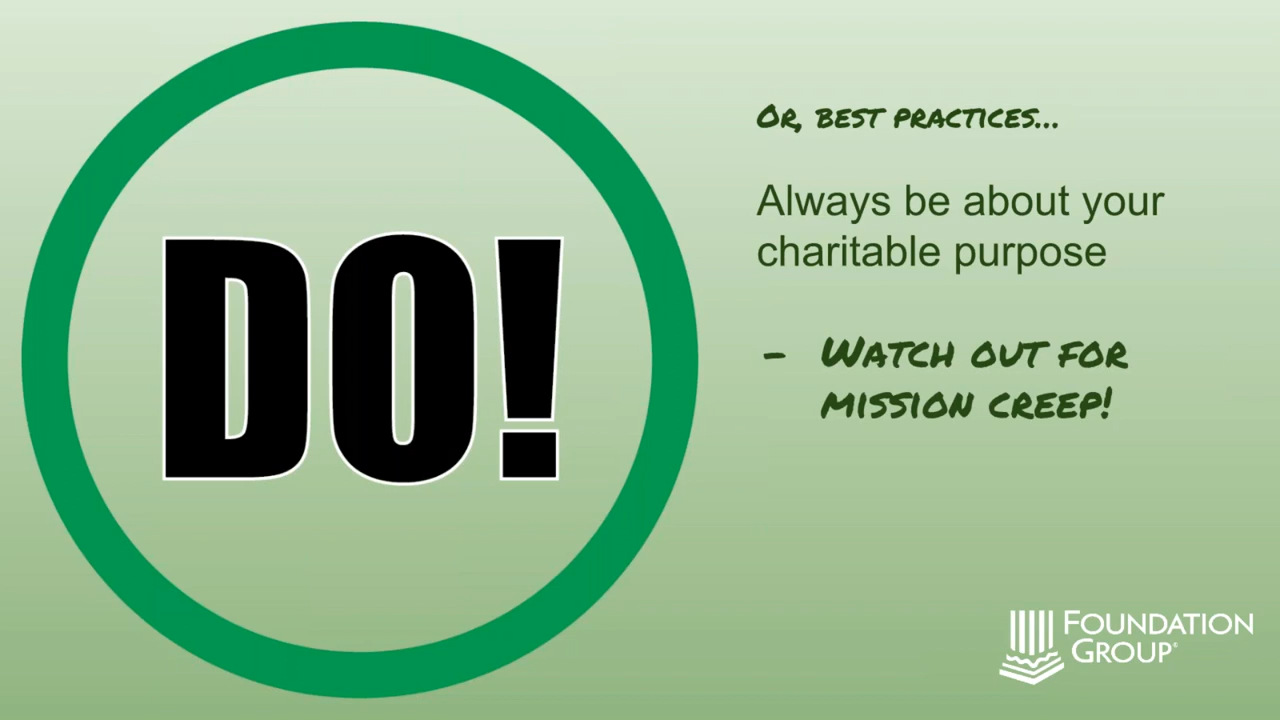 DO!
Or, best practices...
Always be about your
charitable purpose
- Watch out for
mission creep!
Foundation
Group®